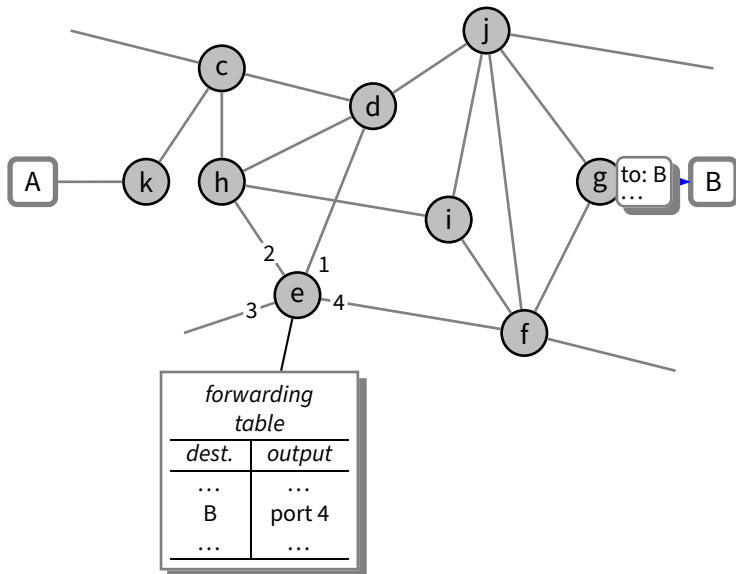 j
c
d
A
k
h
g
to: B
...
B
i
2
1
e
3
4
f
forwarding
table
dest. output
... ...
B port 4
... ...